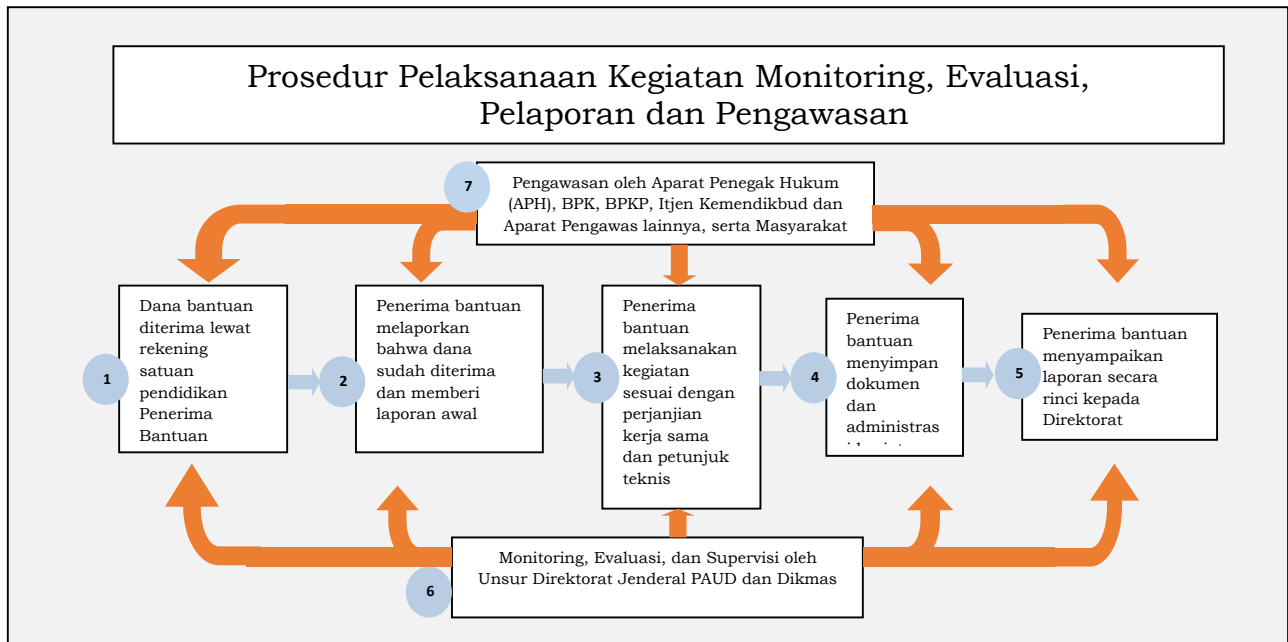 Prosedur Pelaksanaan Kegiatan Monitoring, Evaluasi,
Pelaporan dan Pengawasan
7
Pengawasan oleh Aparat Penegak Hukum
(APH), BPK, BPKP, Itjen Kemendikbud dan
Aparat Pengawas lainnya, serta Masyarakat
1
Dana bantuan
diterima lewat
rekening
satuan
pendidikan
Penerima
Bantuan
2
Penerima bantuan
melaporkan
bahwa dana
sudah diterima
dan memberi
laporan awal
3
Penerima
bantuan
melaksanakan
kegiatan
sesuai dengan
perjanjian
kerja sama
dan petunjuk
teknis
4
Penerima
bantuan
menyimpan
dokumen
dan
administras
5
Penerima bantuan
menyampaikan
laporan secara
rinci kepada
Direktorat
6
Monitoring, Evaluasi, dan Supervisi oleh
Unsur Direktorat Jenderal PAUD dan Dikmas